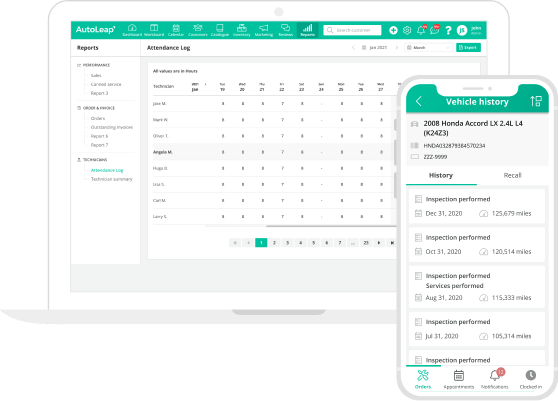 AutoLeap
Dashboard Workboard Calendar Customers Catalogue Inventory Marketing Reviews Reports
Search customer
JS
John
Admin
Reports
Attendance Log
Jan 2021
Month
Export
PERFORMANCE
Sales
Canned service
Report 3
ORDER & INVOICE
Orders
Outstanding invoices
Report 6
Report 7
TECHNICIANS
Attendance Log
Technician summary
All values are in Hours
Technician
2021 Jan
Tue 19 Wed 20 Thu 21 Fri 22 Sat 23 Sun 24 Mon 25 Tue 26 Wed 27
Jace M. 8 8 8 7 8 - 8 8 8
Mark W. 8 8 8 7 8 - 8 8 8
Oliver T. 8 8 8 7 8 - 8 8 8
Angela M. 8 8 8 7 8 - 8 8 8
Hugo B. 8 8 8 7 8 - 8 8 8
Lisa S. 8 8 8 7 8 - 8 8 8
Carl M. 8 8 8 7 8 - 8 8 8
Larry S. 8 8 8 7 8 - 8 8 8
1 2 3 4 5 6 7 ... 23
Vehicle history
2008 Honda Accord LX 2.4L L4
(K24Z3)
HNDA032879384570234
ZZZ-9999
History Recall
Inspection performed
Dec 31, 2020 125,679 miles
Inspection performed
Oct 31, 2020 120,514 miles
Inspection performed
Services performed
Aug 31, 2020 115,333 miles
Inspection performed
Jul 31, 2020 105,314 miles
Inspection performed
12
Orders Appointments Notifications Clocked in